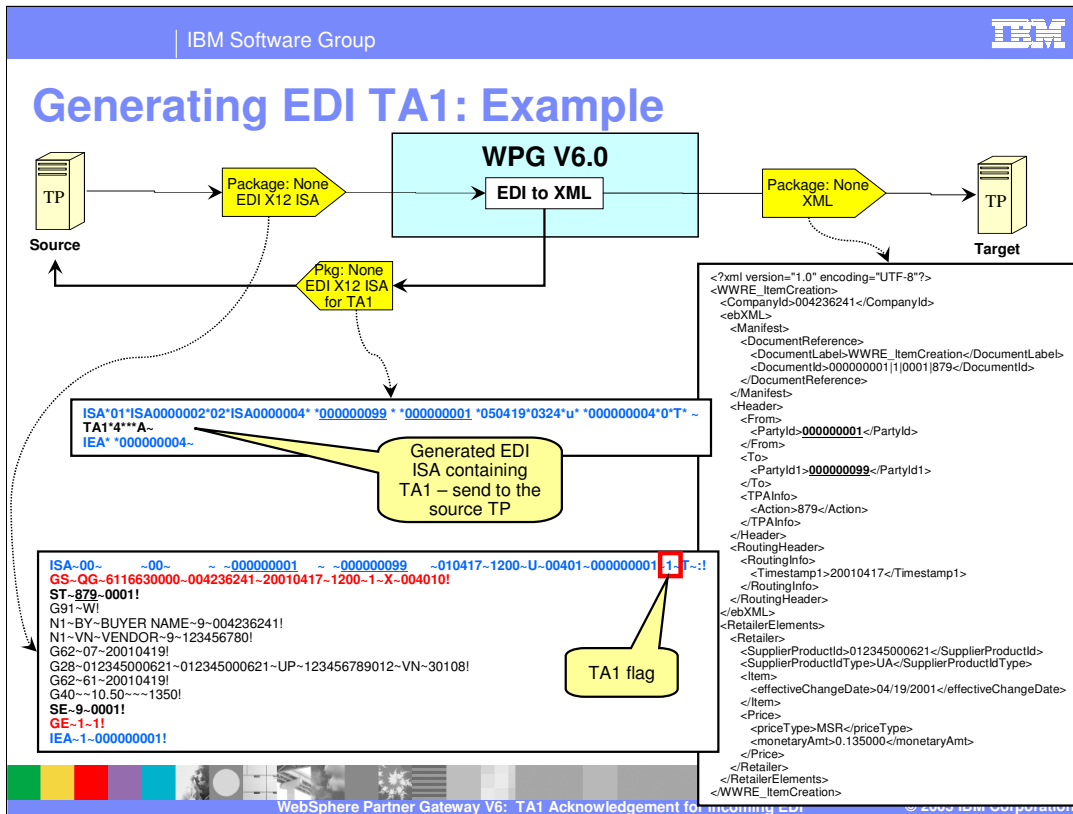 IBM Software Group
IBM
Generating EDI TA1: Example
WPG V6.0
EDI to XML
TP
Source
Package: None
EDI X12 ISA
Package: None
XML
TP
Target
Pkg: None
EDI X12 ISA
for TA1
ISA*01*ISA0000002*02*ISA0000004* *000000099 * *000000001 *050419*0324*u* *000000004*0*T* ~
TA1*4***A~
IEA* *000000004~
Generated EDI
ISA containing
TA1 – send to the
source TP
ISA~00~ ~00~ ~ ~000000001 ~ ~000000099 ~010417~1200~U~00401~000000001~1~T~:!
GS~QG~6116630000~004236241~20010417~1200~1~X~004010!
ST~879~0001!
G91~W!
N1~BY~BUYER NAME~9~004236241!
N1~VN~VENDOR~9~123456780!
G62~07~20010419!
G28~012345000621~012345000621~UP~123456789012~VN~30108!
G62~61~20010419!
G40~~10.50~~~1350!
SE~9~0001!
GE~1~1!
IEA~1~000000001!
TA1 flag
<?xml version="1.0" encoding="UTF-8"?>
<WWRE_ItemCreation>
<CompanyId>004236241</CompanyId>
<ebXML>
<Manifest>
<DocumentReference>
<DocumentLabel>WWRE_ItemCreation</DocumentLabel>
<DocumentId>000000001|1|0001|879</DocumentId>
</DocumentReference>
</Manifest>
<Header>
<From>
<PartyId>000000001</PartyId>
</From>
<To>
<PartyId1>000000099</PartyId1>
</To>
<TPAInfo>
<Action>879</Action>
</TPAInfo>
</Header>
<RoutingHeader>
<RoutingInfo>
<Timestamp1>20010417</Timestamp1>
</RoutingInfo>
</RoutingHeader>
</ebXML>
<RetailerElements>
<Retailer>
<SupplierProductId>012345000621</SupplierProductId>
<SupplierProductIdType>UA</SupplierProductIdType>
<Item>
<effectiveChangeDate>04/19/2001</effectiveChangeDate>
</Item>
<Price>
<priceType>MSR</priceType>
<monetaryAmt>0.135000</monetaryAmt>
</Price>
</Retailer>
</RetailerElements>
</WWRE_ItemCreation>
WebSphere Partner Gateway V6: TA1 Acknowledgement for Incoming EDI
© 2005 IBM Corporation